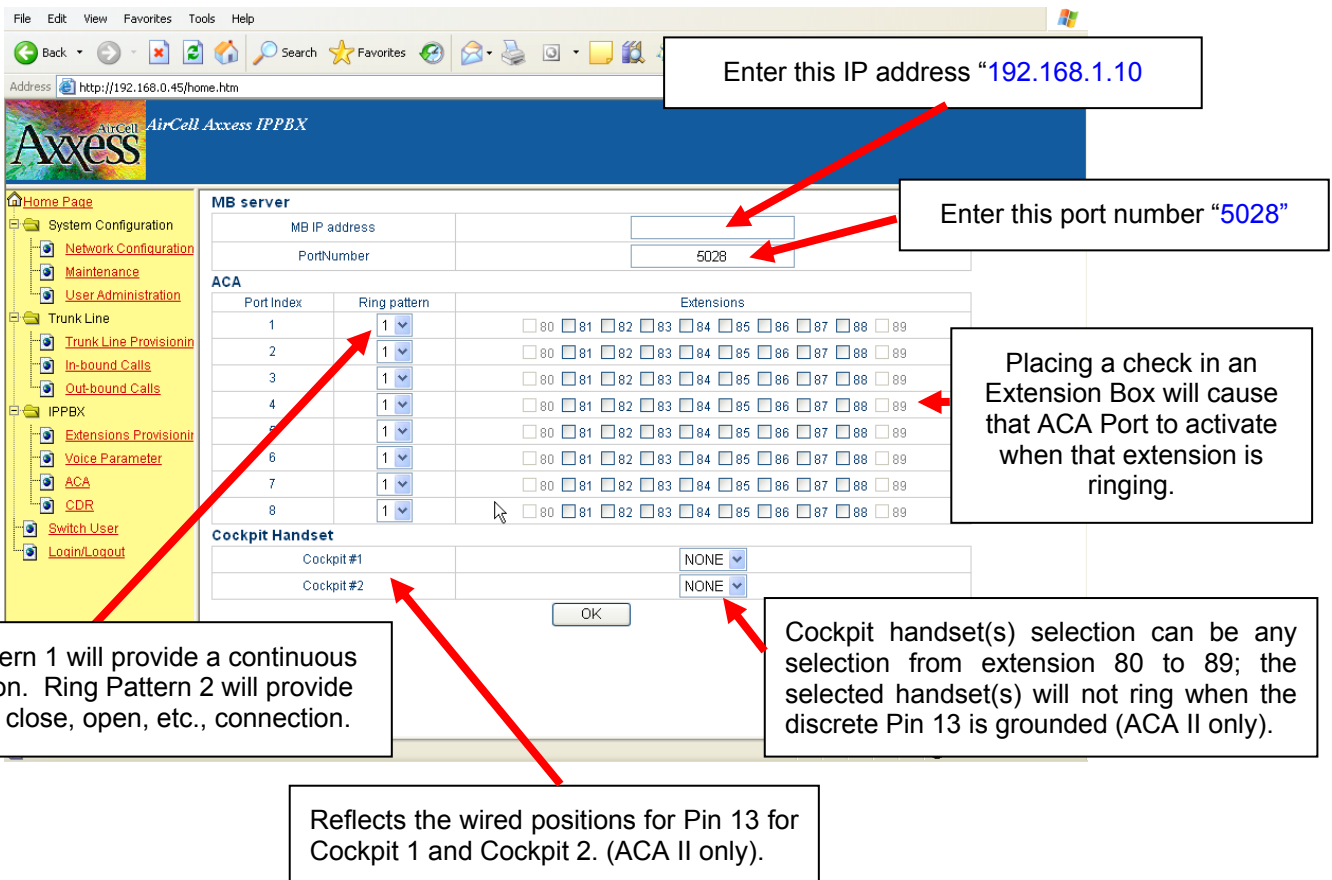 File Edit View Favorites Tools Help
Back Search Favorites
Address http://192.168.0.45/home.htm
Enter this IP address “192.168.1.10
AirCell
Axxess
AirCell Axxess IPPBX
Enter this port number “5028”
Home Page
System Configuration
Network Configuration
Maintenance
User Administration
Trunk Line
Trunk Line Provisionin
In-bound Calls
Out-bound Calls
IPPBX
Extensions Provisionin
Voice Parameter
ACA
CDR
Switch User
Login/Logout
MB server
MB IP address
PortNumber 5028
ACA
Port Index Ring pattern Extensions
1 1 80 81 82 83 84 85 86 87 88 89
2 1 80 81 82 83 84 85 86 87 88 89
3 1 80 81 82 83 84 85 86 87 88 89
4 1 80 81 82 83 84 85 86 87 88 89
1 80 81 82 83 84 85 86 87 88 89
6 1 80 81 82 83 84 85 86 87 88 89
7 1 80 81 82 83 84 85 86 87 88 89
8 1 80 81 82 83 84 85 86 87 88 89
Cockpit Handset
Cockpit #1 NONE
Cockpit #2 NONE
OK
Placing a check in an
Extension Box will cause
that ACA Port to activate
when that extension is
ringing.
ern 1 will provide a continuous
on. Ring Pattern 2 will provide
close, open, etc., connection.
Cockpit handset(s) selection can be any
selection from extension 80 to 89; the
selected handset(s) will not ring when the
discrete Pin 13 is grounded (ACA II only).
Reflects the wired positions for Pin 13 for
Cockpit 1 and Cockpit 2. (ACA II only).